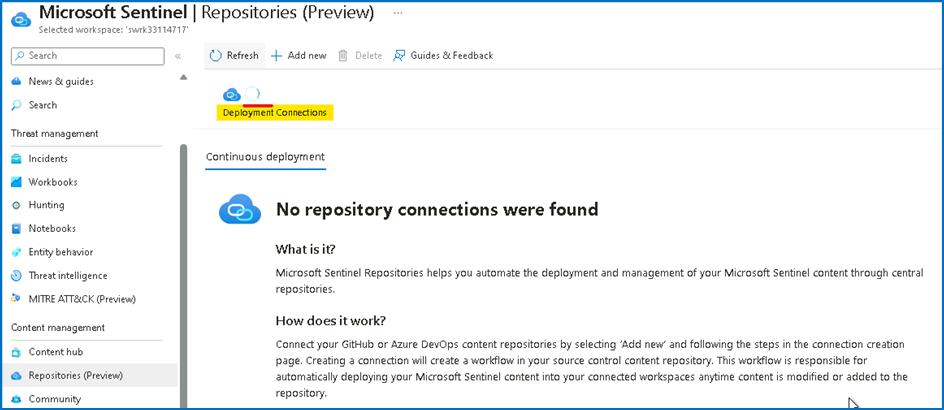 Microsoft Sentinel | Repositories (Preview) ...
Selected workspace: 'swrk33114717'
Search
«
News & guides
Search
Threat management
Incidents
Workbooks
Hunting
Notebooks
Entity behavior
Threat intelligence
MITRE ATT&CK (Preview)
Content management
Content hub
Repositories (Preview)
Community
Refresh
Add new
Delete
Guides & Feedback
Deployment Connections
Continuous deployment
No repository connections were found
What is it?
Microsoft Sentinel Repositories helps you automate the deployment and management of your Microsoft Sentinel content through central
repositories.
How does it work?
Connect your GitHub or Azure DevOps content repositories by selecting 'Add new' and following the steps in the connection creation
page. Creating a connection will create a workflow in your source control content repository. This workflow is responsible for
automatically deploying your Microsoft Sentinel content into your connected workspaces anytime content is modified or added to the
repository.